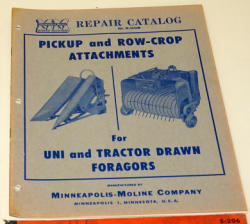 REPAIR CATALOG
PICKUP and ROW-CROP
ATTACHMENTS
For
UNI and TRACTOR DRAWN
FORAGORS
MANUFACTURED BY
MINNEAPOLIS-MOLINE COMPANY
MINNEAPOLIS 1, MINNESOTA, U.S.A.
S-206